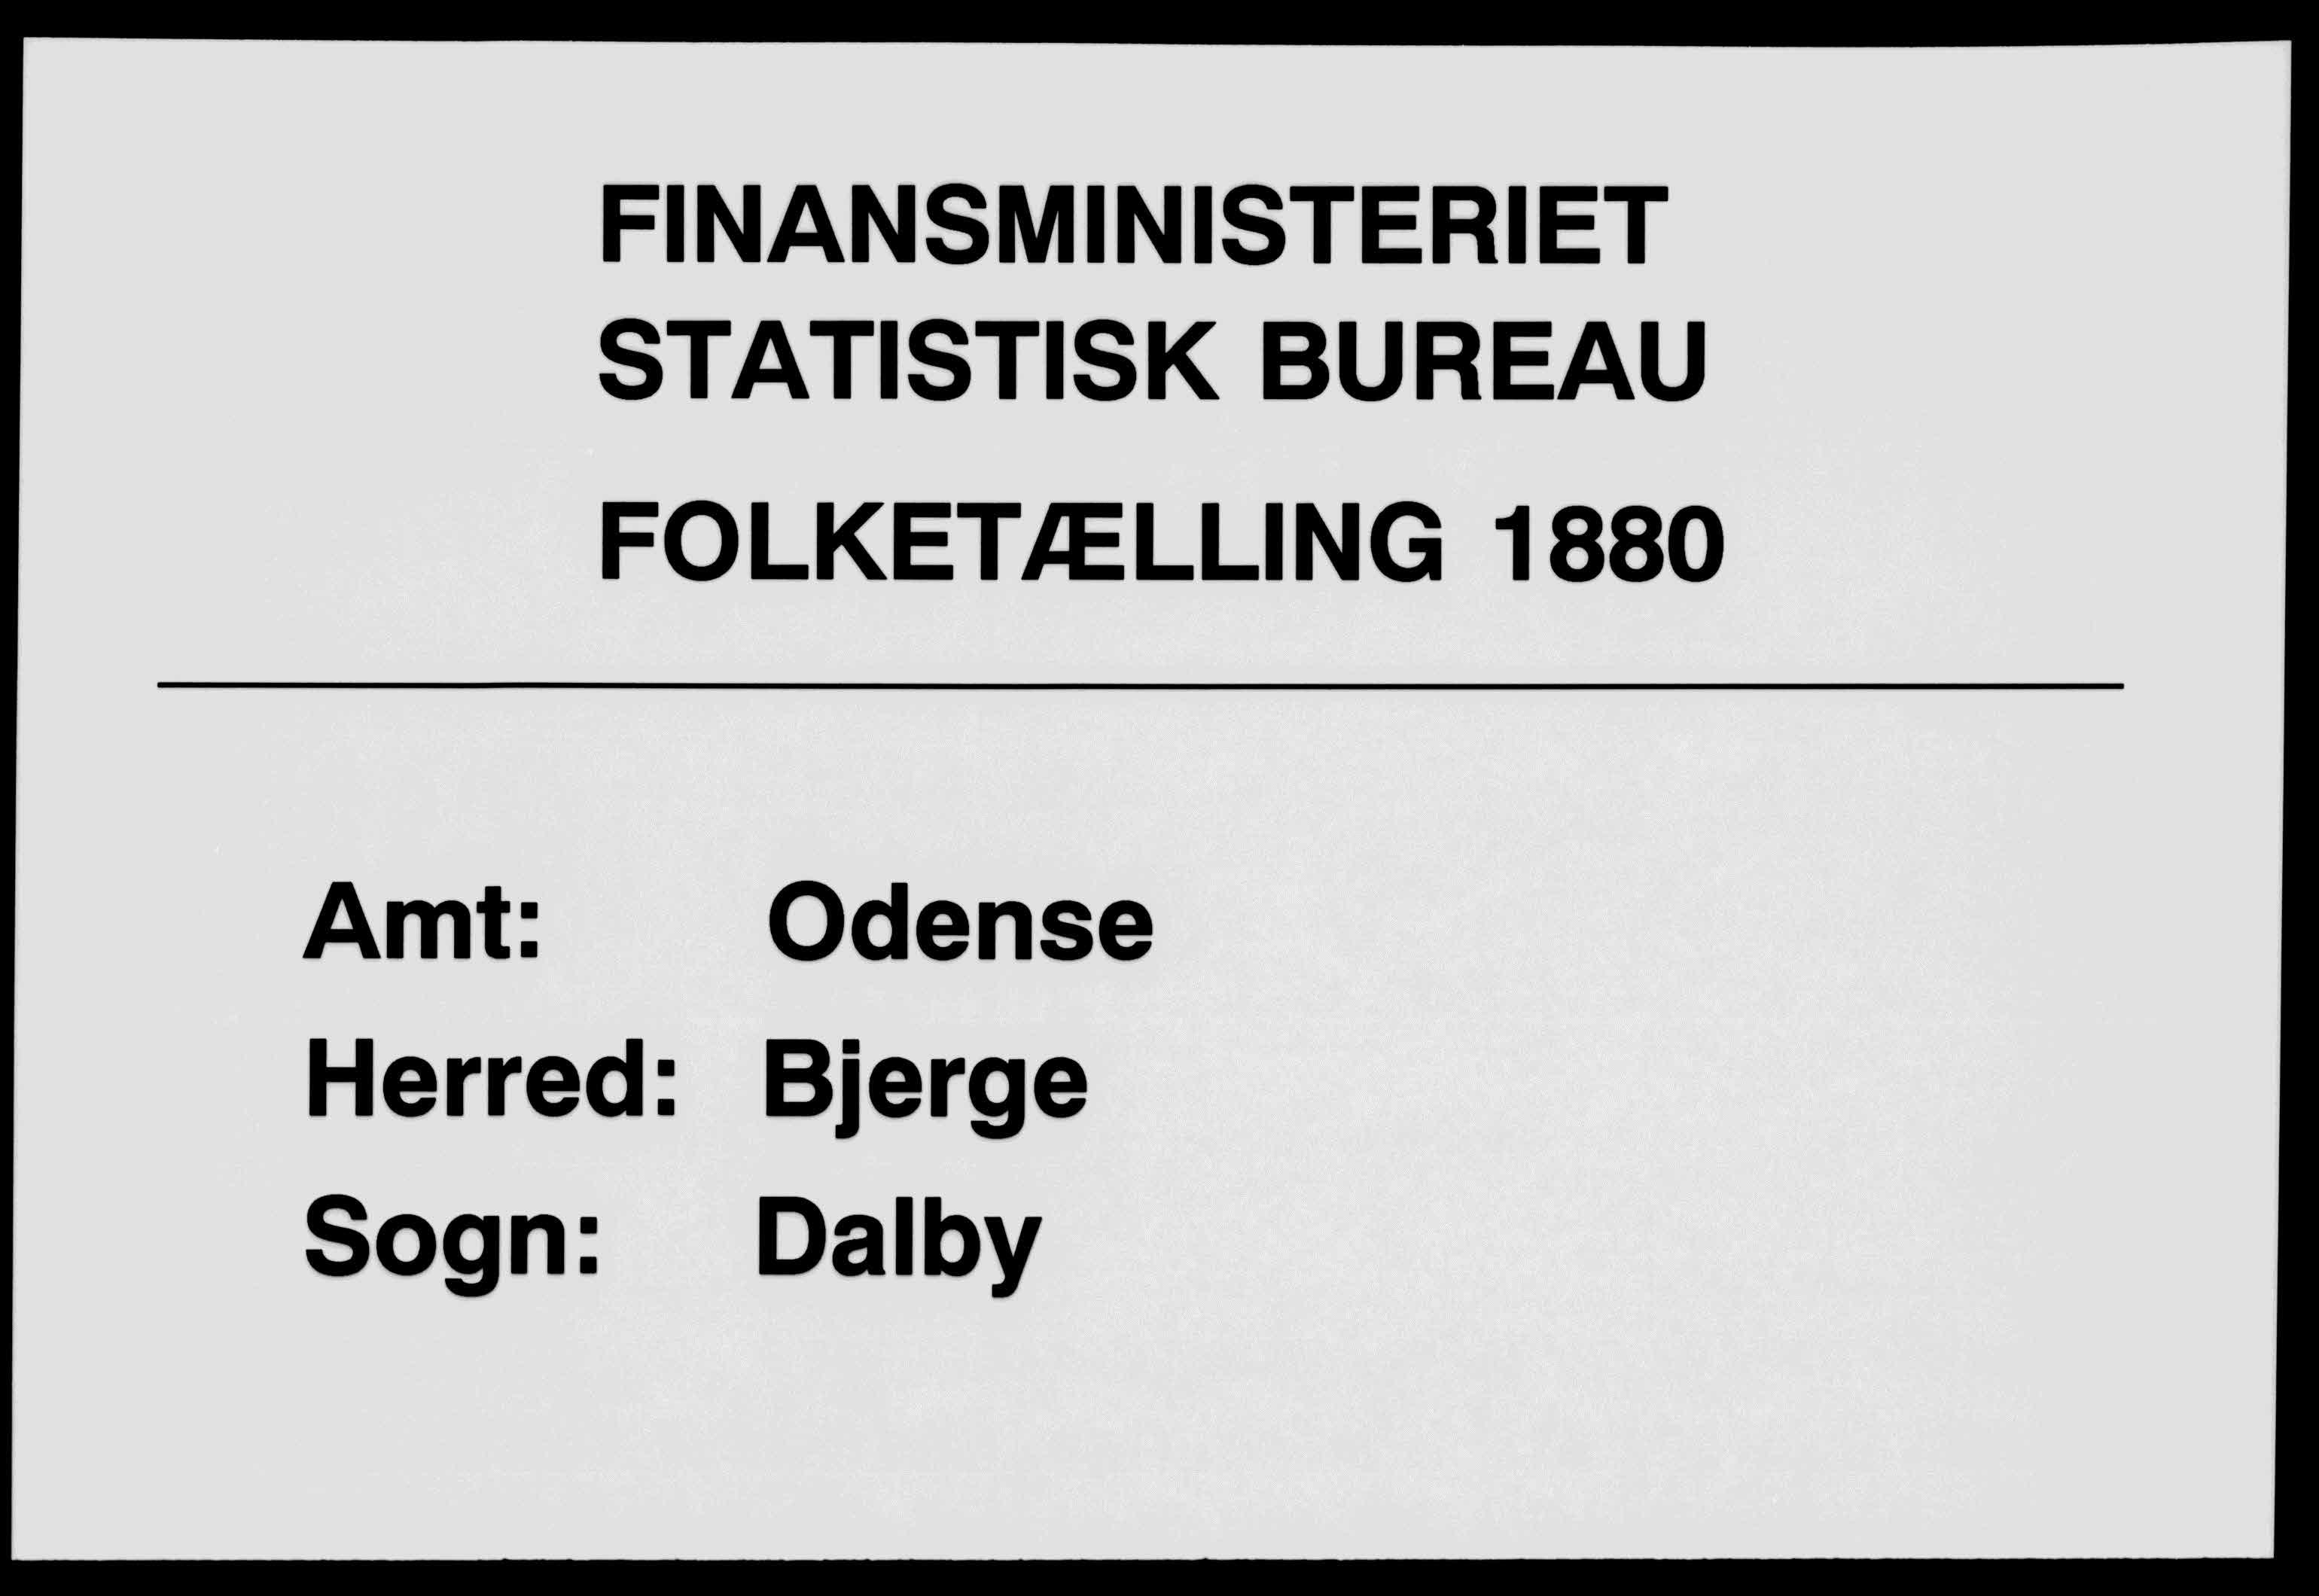 FINANSMINISTERIET
STATISTISK BUREAU
FOLKETÆLLING 1880
Amt: Odense
Herred: Bjerge
Sogn: Dalby